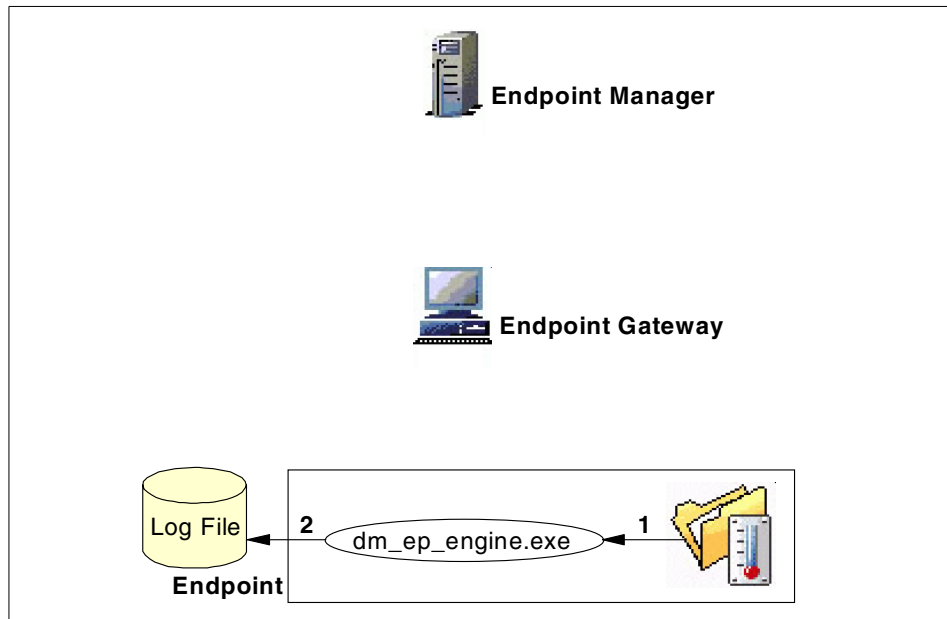 Endpoint Manager
Endpoint Gateway
Log File
2
dm_ep_engine.exe
1
Endpoint